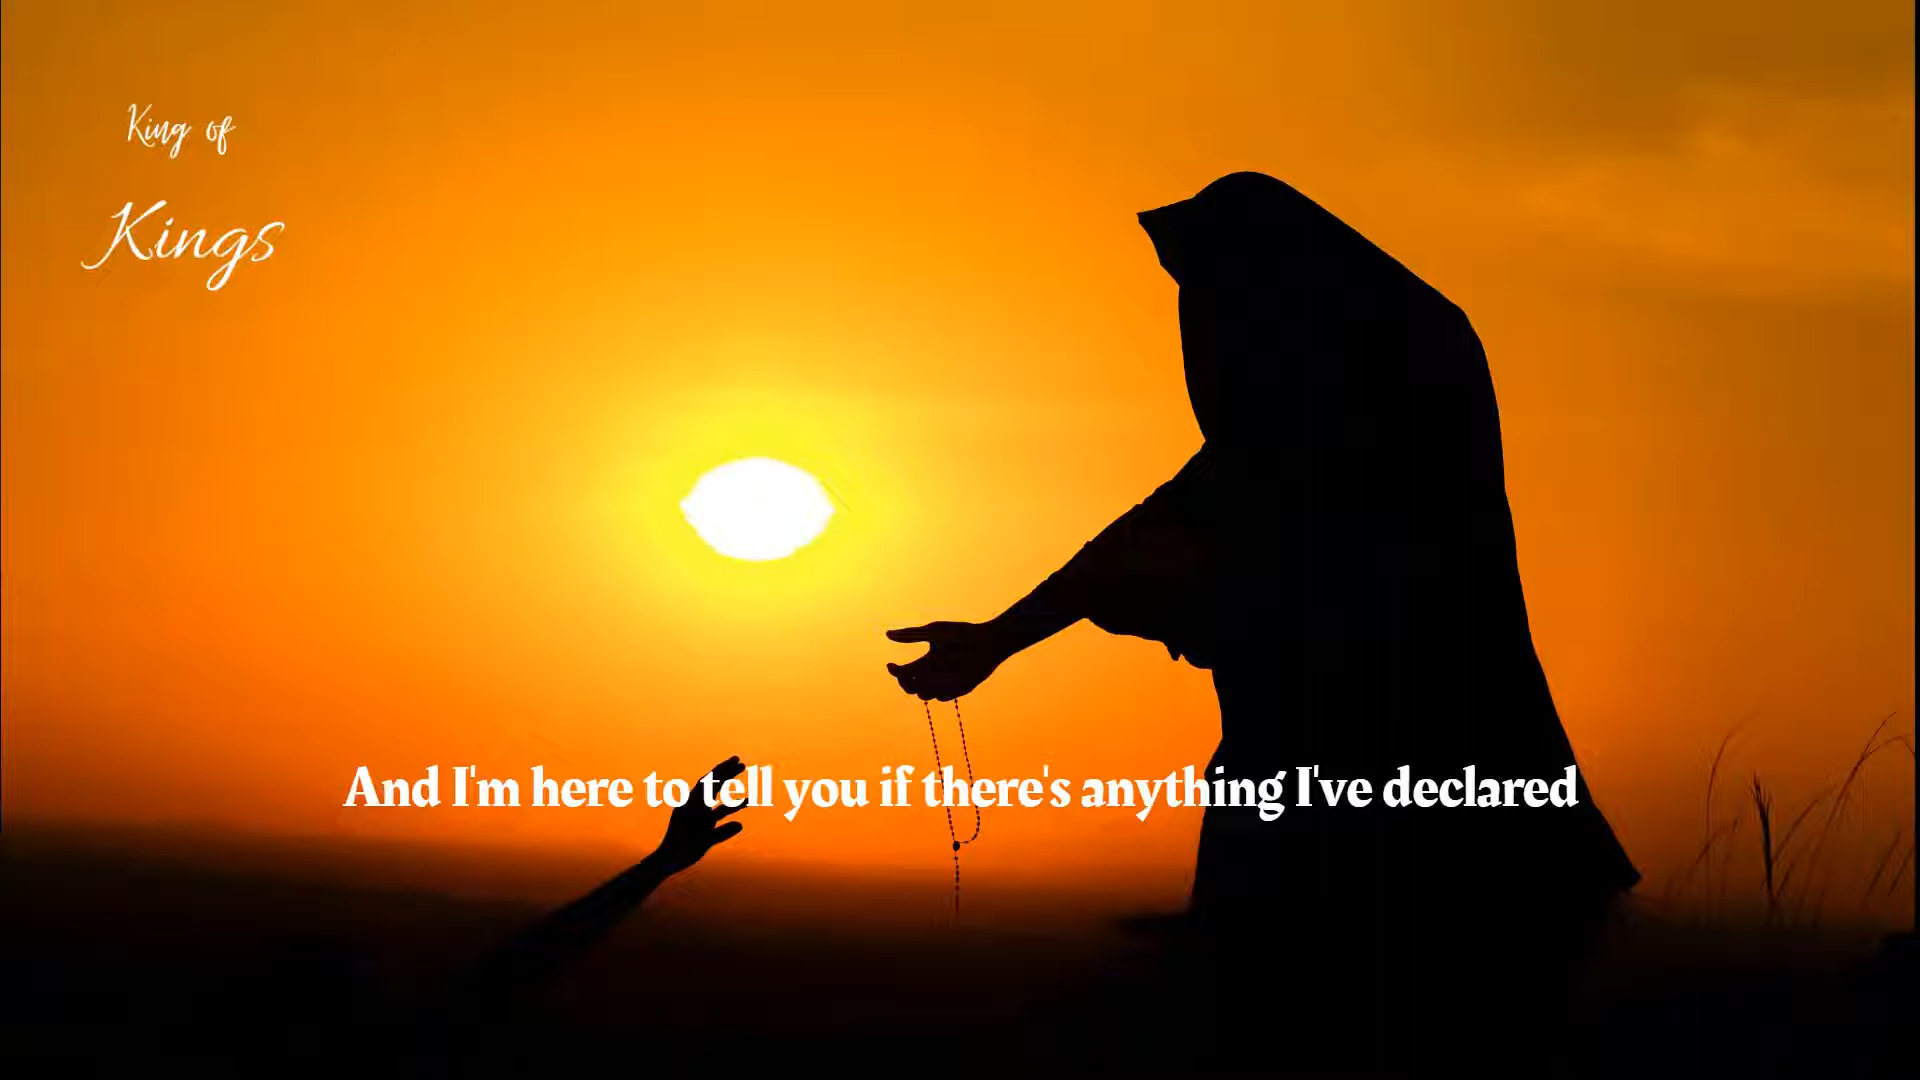 King of
Kings
And I'm here to tell you if there's anything I've declared